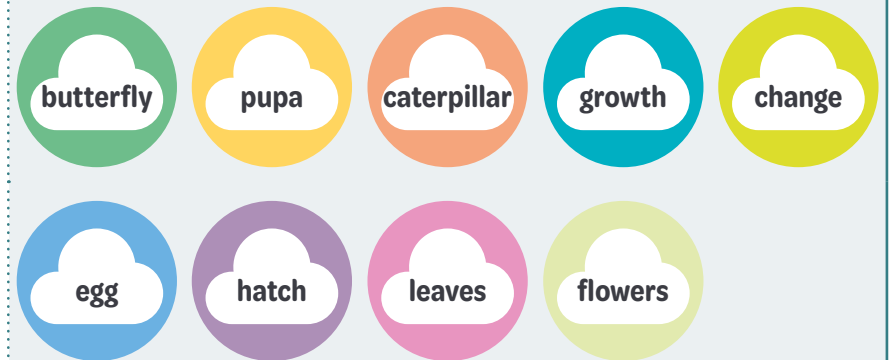 butterfly pupa caterpillar growth change
egg hatch leaves flowers